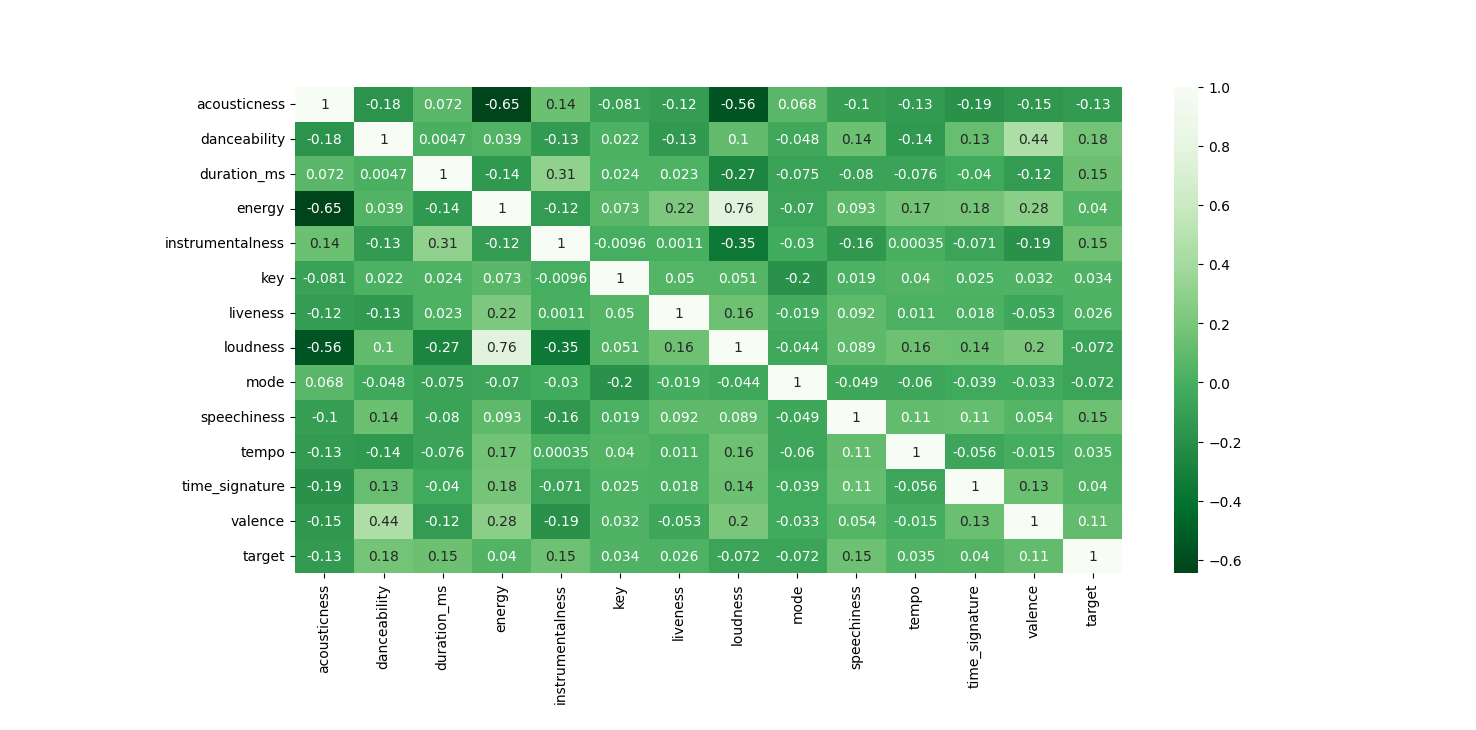 acousticness 1 -0.18 0.072 -0.65 0.14 -0.081 -0.12 -0.56 0.068 -0.1 -0.13 -0.19 -0.15 -0.13
danceability -0.18 1 0.0047 0.039 -0.13 0.022 -0.13 0.1 -0.048 0.14 -0.14 0.13 0.44 0.18
duration_ms 0.072 0.0047 1 -0.14 0.31 0.024 0.023 -0.27 -0.075 -0.08 -0.076 -0.04 -0.12 0.15
energy -0.65 0.039 -0.14 1 -0.12 0.073 0.22 0.76 -0.07 0.093 0.17 0.18 0.28 0.04
instrumentalness 0.14 -0.13 0.31 -0.12 1 -0.0096 0.0011 -0.35 -0.03 -0.16 0.00035 -0.071 -0.19 0.15
key -0.081 0.022 0.024 0.073 -0.0096 1 0.05 0.051 -0.2 0.019 0.04 0.025 0.032 0.034
liveness -0.12 -0.13 0.023 0.22 0.0011 0.05 1 0.16 -0.019 0.092 0.011 0.018 -0.053 0.026
loudness -0.56 0.1 -0.27 0.76 -0.35 0.051 0.16 1 -0.044 0.089 0.16 0.14 0.2 -0.072
mode 0.068 -0.048 -0.075 -0.07 -0.03 -0.2 -0.019 -0.044 1 -0.049 -0.06 -0.039 -0.033 -0.072
speechiness -0.1 0.14 -0.08 0.093 -0.16 0.019 0.092 0.089 -0.049 1 0.11 0.11 0.054 0.15
tempo -0.13 -0.14 -0.076 0.17 0.00035 0.04 0.011 0.16 -0.06 0.11 1 -0.056 -0.015 0.035
time_signature -0.19 0.13 -0.04 0.18 -0.071 0.025 0.018 0.14 -0.039 0.11 -0.056 1 0.13 0.04
valence -0.15 0.44 -0.12 0.28 -0.19 0.032 -0.053 0.2 -0.033 0.054 -0.015 0.13 1 0.11
target -0.13 0.18 0.15 0.04 0.15 0.034 0.026 -0.072 -0.072 0.15 0.035 0.04 0.11 1
acousticness
danceability
duration_ms
energy
instrumentalness
key
liveness
loudness
mode
speechiness
tempo
time_signature
valence
target
1.0
0.8
0.6
0.4
0.2
0.0
−0.2
−0.4
−0.6